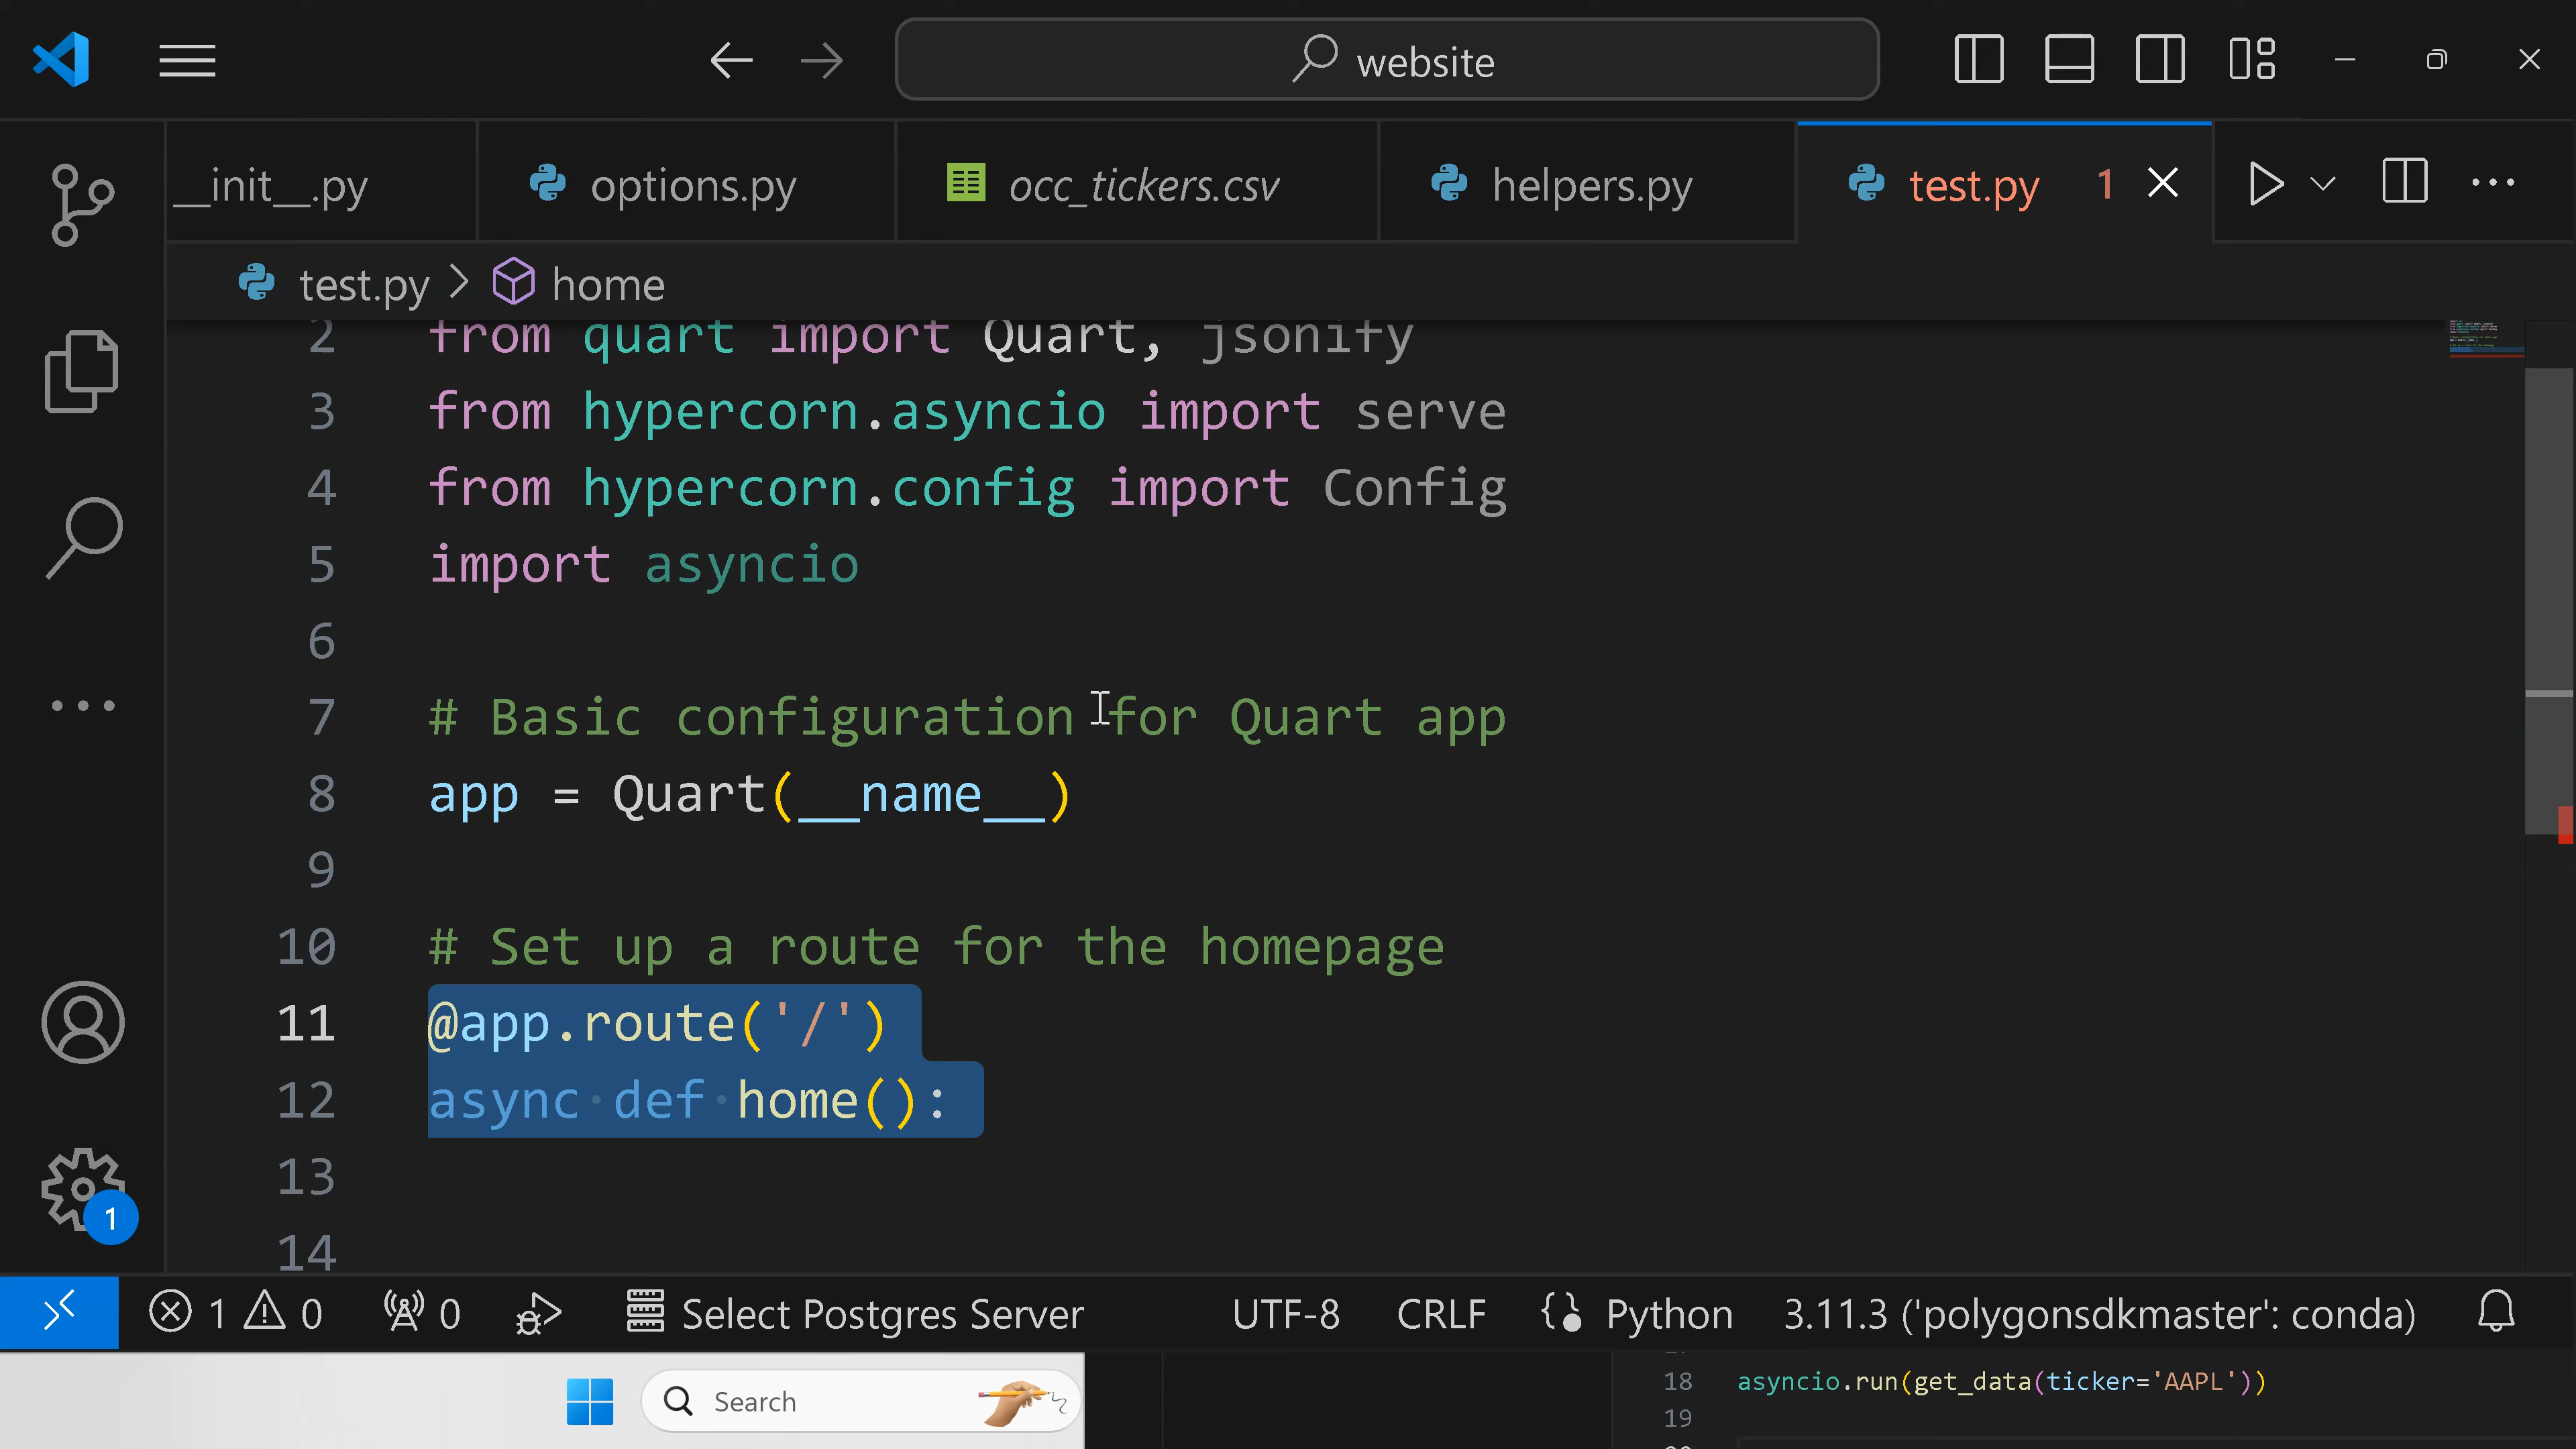 website
__init__.py
options.py
occ_tickers.csv
helpers.py
test.py 1
test.py > home
2 from quart import Quart, jsonify
3 from hypercorn.asyncio import serve
4 from hypercorn.config import Config
5 import asyncio
6
7 # Basic configuration for Quart app
8 app = Quart(__name__)
9
10 # Set up a route for the homepage
11 @app.route('/')
12 async def home():
13
14
1
1 0 0 Select Postgres Server UTF-8 CRLF Python 3.11.3 ('polygonsdkmaster': conda)
Search
18 asyncio.run(get_data(ticker='AAPL'))
19